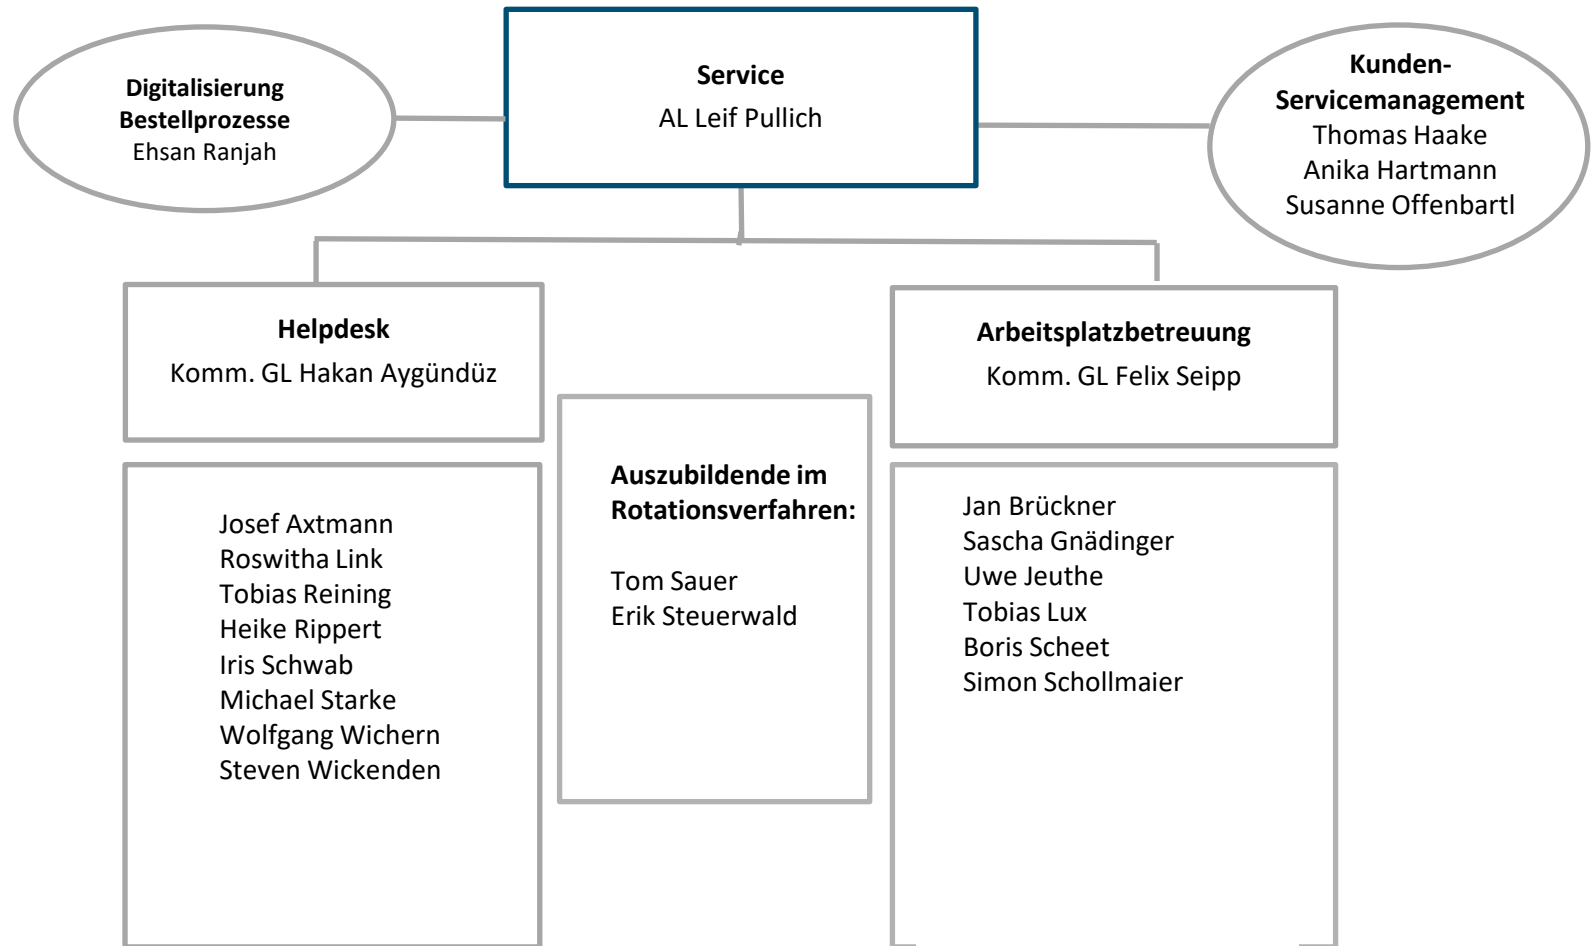 Digitalisierung
Bestellprozesse
Ehsan Ranjah
Service
AL Leif Pullich
Kunden-
Servicemanagement
Thomas Haake
Anika Hartmann
Susanne Offenbartl
Helpdesk
Komm. GL Hakan Aygündüz
Arbeitsplatzbetreuung
Komm. GL Felix Seipp
Josef Axtmann
Roswitha Link
Tobias Reining
Heike Rippert
Iris Schwab
Michael Starke
Wolfgang Wichern
Steven Wickenden
Auszubildende im
Rotationsverfahren:
Tom Sauer
Erik Steuerwald
Jan Brückner
Sascha Gnädinger
Uwe Jeuthe
Tobias Lux
Boris Scheet
Simon Schollmaier